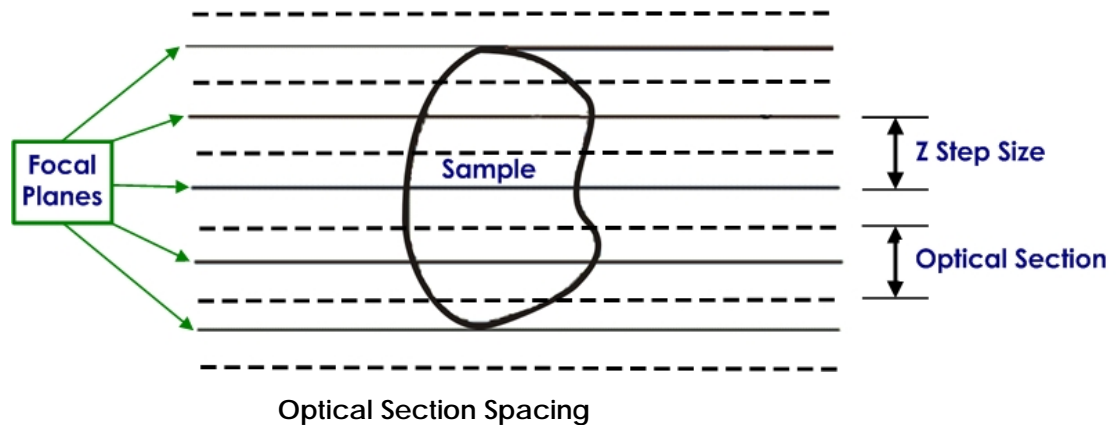 Focal
Planes
Sample
Z Step Size
Optical Section
Optical Section Spacing